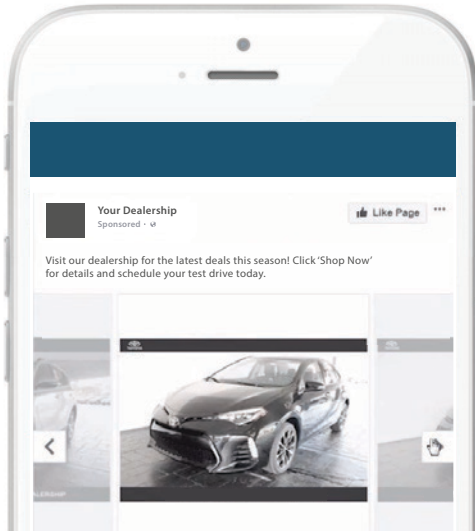 Your Dealership
Like Page
Sponsored ·
Visit our dealership for the latest deals this season! Click ‘Shop Now’
for details and schedule your test drive today.
TOYOTA